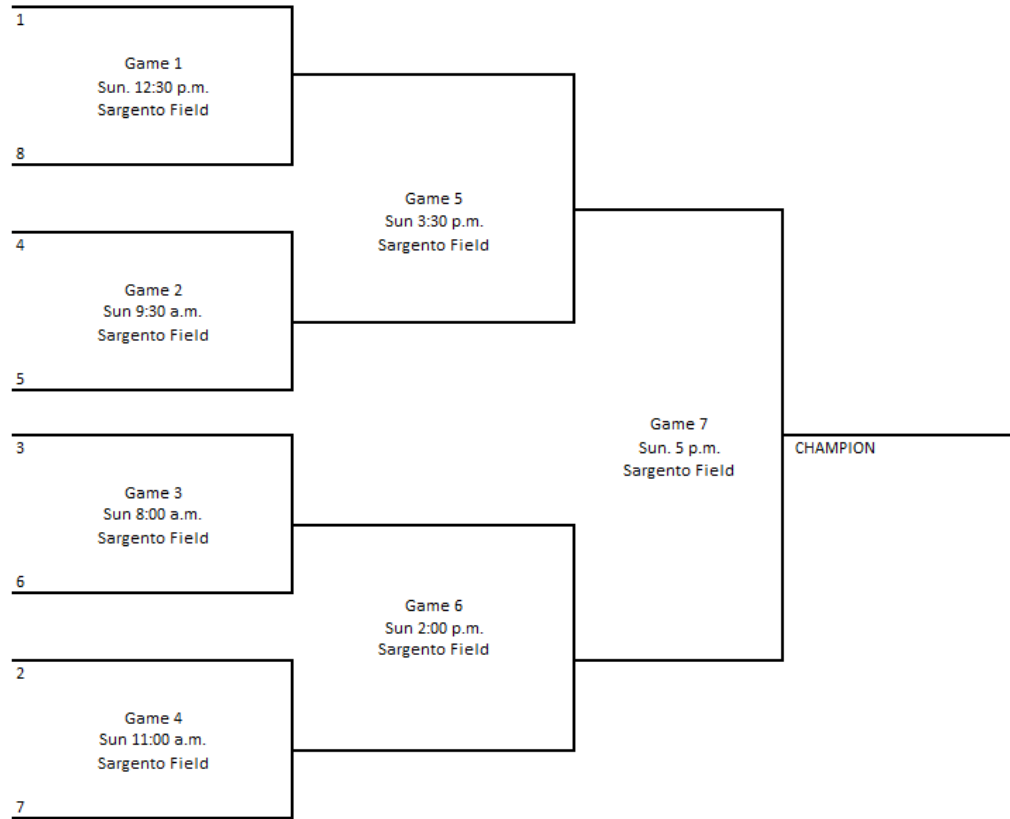 1
Game 1
Sun. 12:30 p.m.
Sargento Field
8
4
Game 2
Sun 9:30 a.m.
Sargento Field
5
3
Game 3
Sun 8:00 a.m.
Sargento Field
6
2
Game 4
Sun 11:00 a.m.
Sargento Field
7
Game 5
Sun 3:30 p.m.
Sargento Field
Game 6
Sun 2:00 p.m.
Sargento Field
Game 7
Sun. 5 p.m.
Sargento Field
CHAMPION